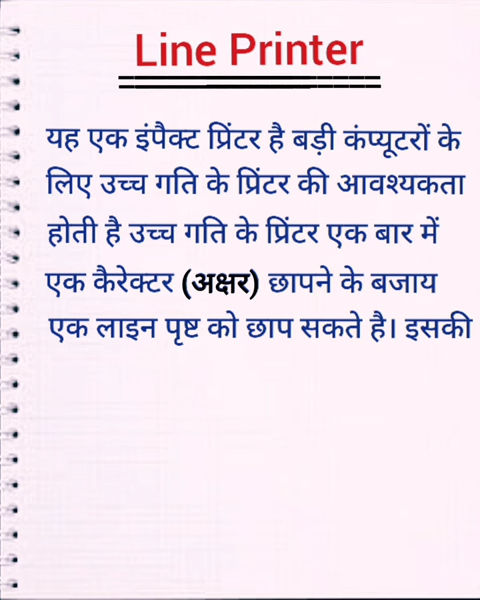 Line Printer
यह एक इंपैक्ट प्रिंटर है बड़ी कंप्यूटरों के
लिए उच्च गति के प्रिंटर की आवश्यकता
होती है उच्च गति के प्रिंटर एक बार में
एक कैरेक्टर (अक्षर) छापने के बजाय
एक लाइन पृष्ट को छाप सकते है। इसकी